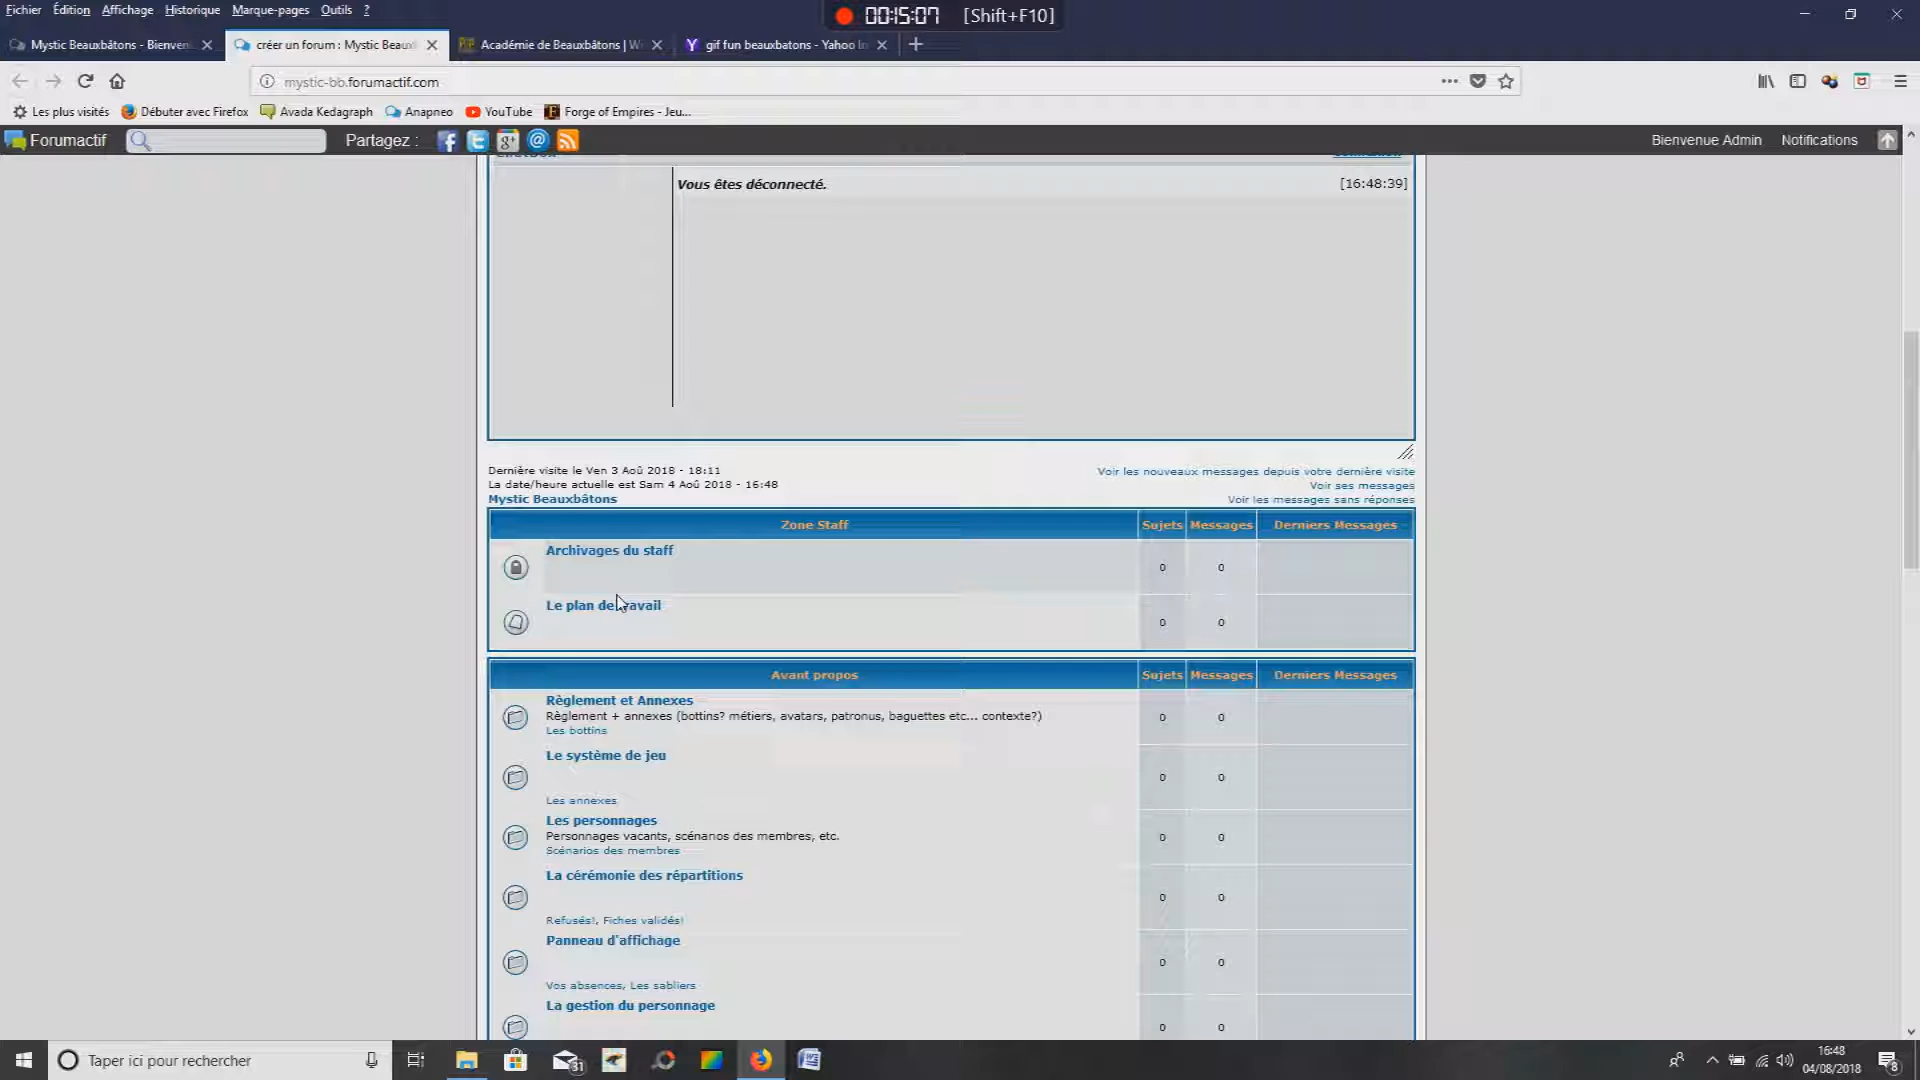 Fichier Édition Affichage Historique Marque-pages Outils ?
00:15:07 [Shift+F10]
Mystic Beauxbâtons - Bienven
créer un forum : Mystic Beaux
Académie de Beauxbâtons | W
gif fun beauxbatons - Yahoo
mystic-bb.forumactif.com
Les plus visités Débuter avec Firefox Avada Kedagraph Anapneo YouTube Forge of Empires - Jeu...
Forumactif Partagez : Bienvenue Admin Notifications
Vous êtes déconnecté. [16:48:39]
Dernière visite le Ven 3 Aoû 2018 - 18:11
La date/heure actuelle est Sam 4 Aoû 2018 - 16:48
Mystic Beauxbâtons
Voir les nouveaux messages depuis votre dernière visite
Voir ses messages
Voir les messages sans réponses
Zone Staff Sujets Messages Derniers Messages
Archivages du staff
0 0
Le plan de travail
0 0
Avant propos Sujets Messages Derniers Messages
Règlement et Annexes
Règlement + annexes (bottins? métiers, avatars, patronus, baguettes etc... contexte?)
0 0
Les bottins
Le système de jeu
0 0
Les annexes
Les personnages
Personnages vacants, scénarios des membres, etc.
0 0
Scénarios des membres
La cérémonie des répartitions
0 0
Refusés!, Fiches validés!
Panneau d'affichage
0 0
Vos absences, Les sabliers
La gestion du personnage
0 0
Taper ici pour rechercher
31
16:48
04/08/2018
8